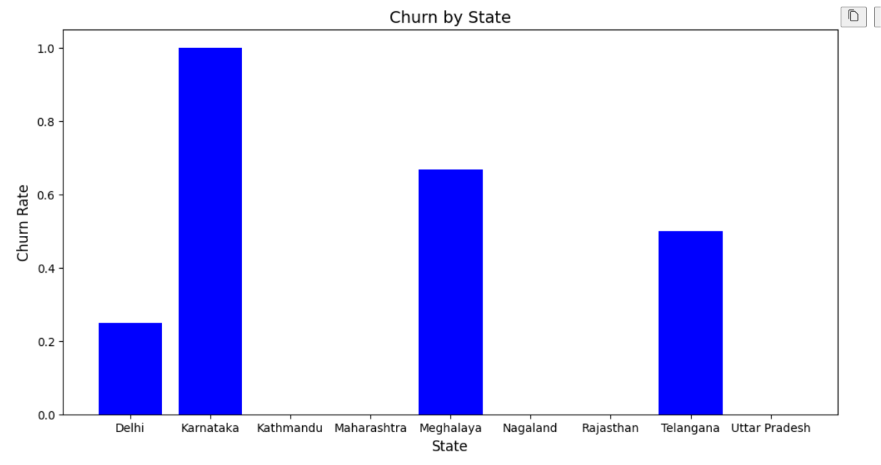 Churn by State
1.0
0.8
0.6
0.4
0.2
0.0
Churn Rate
Delhi Karnataka Kathmandu Maharashtra Meghalaya Nagaland Rajasthan Telangana Uttar Pradesh
State